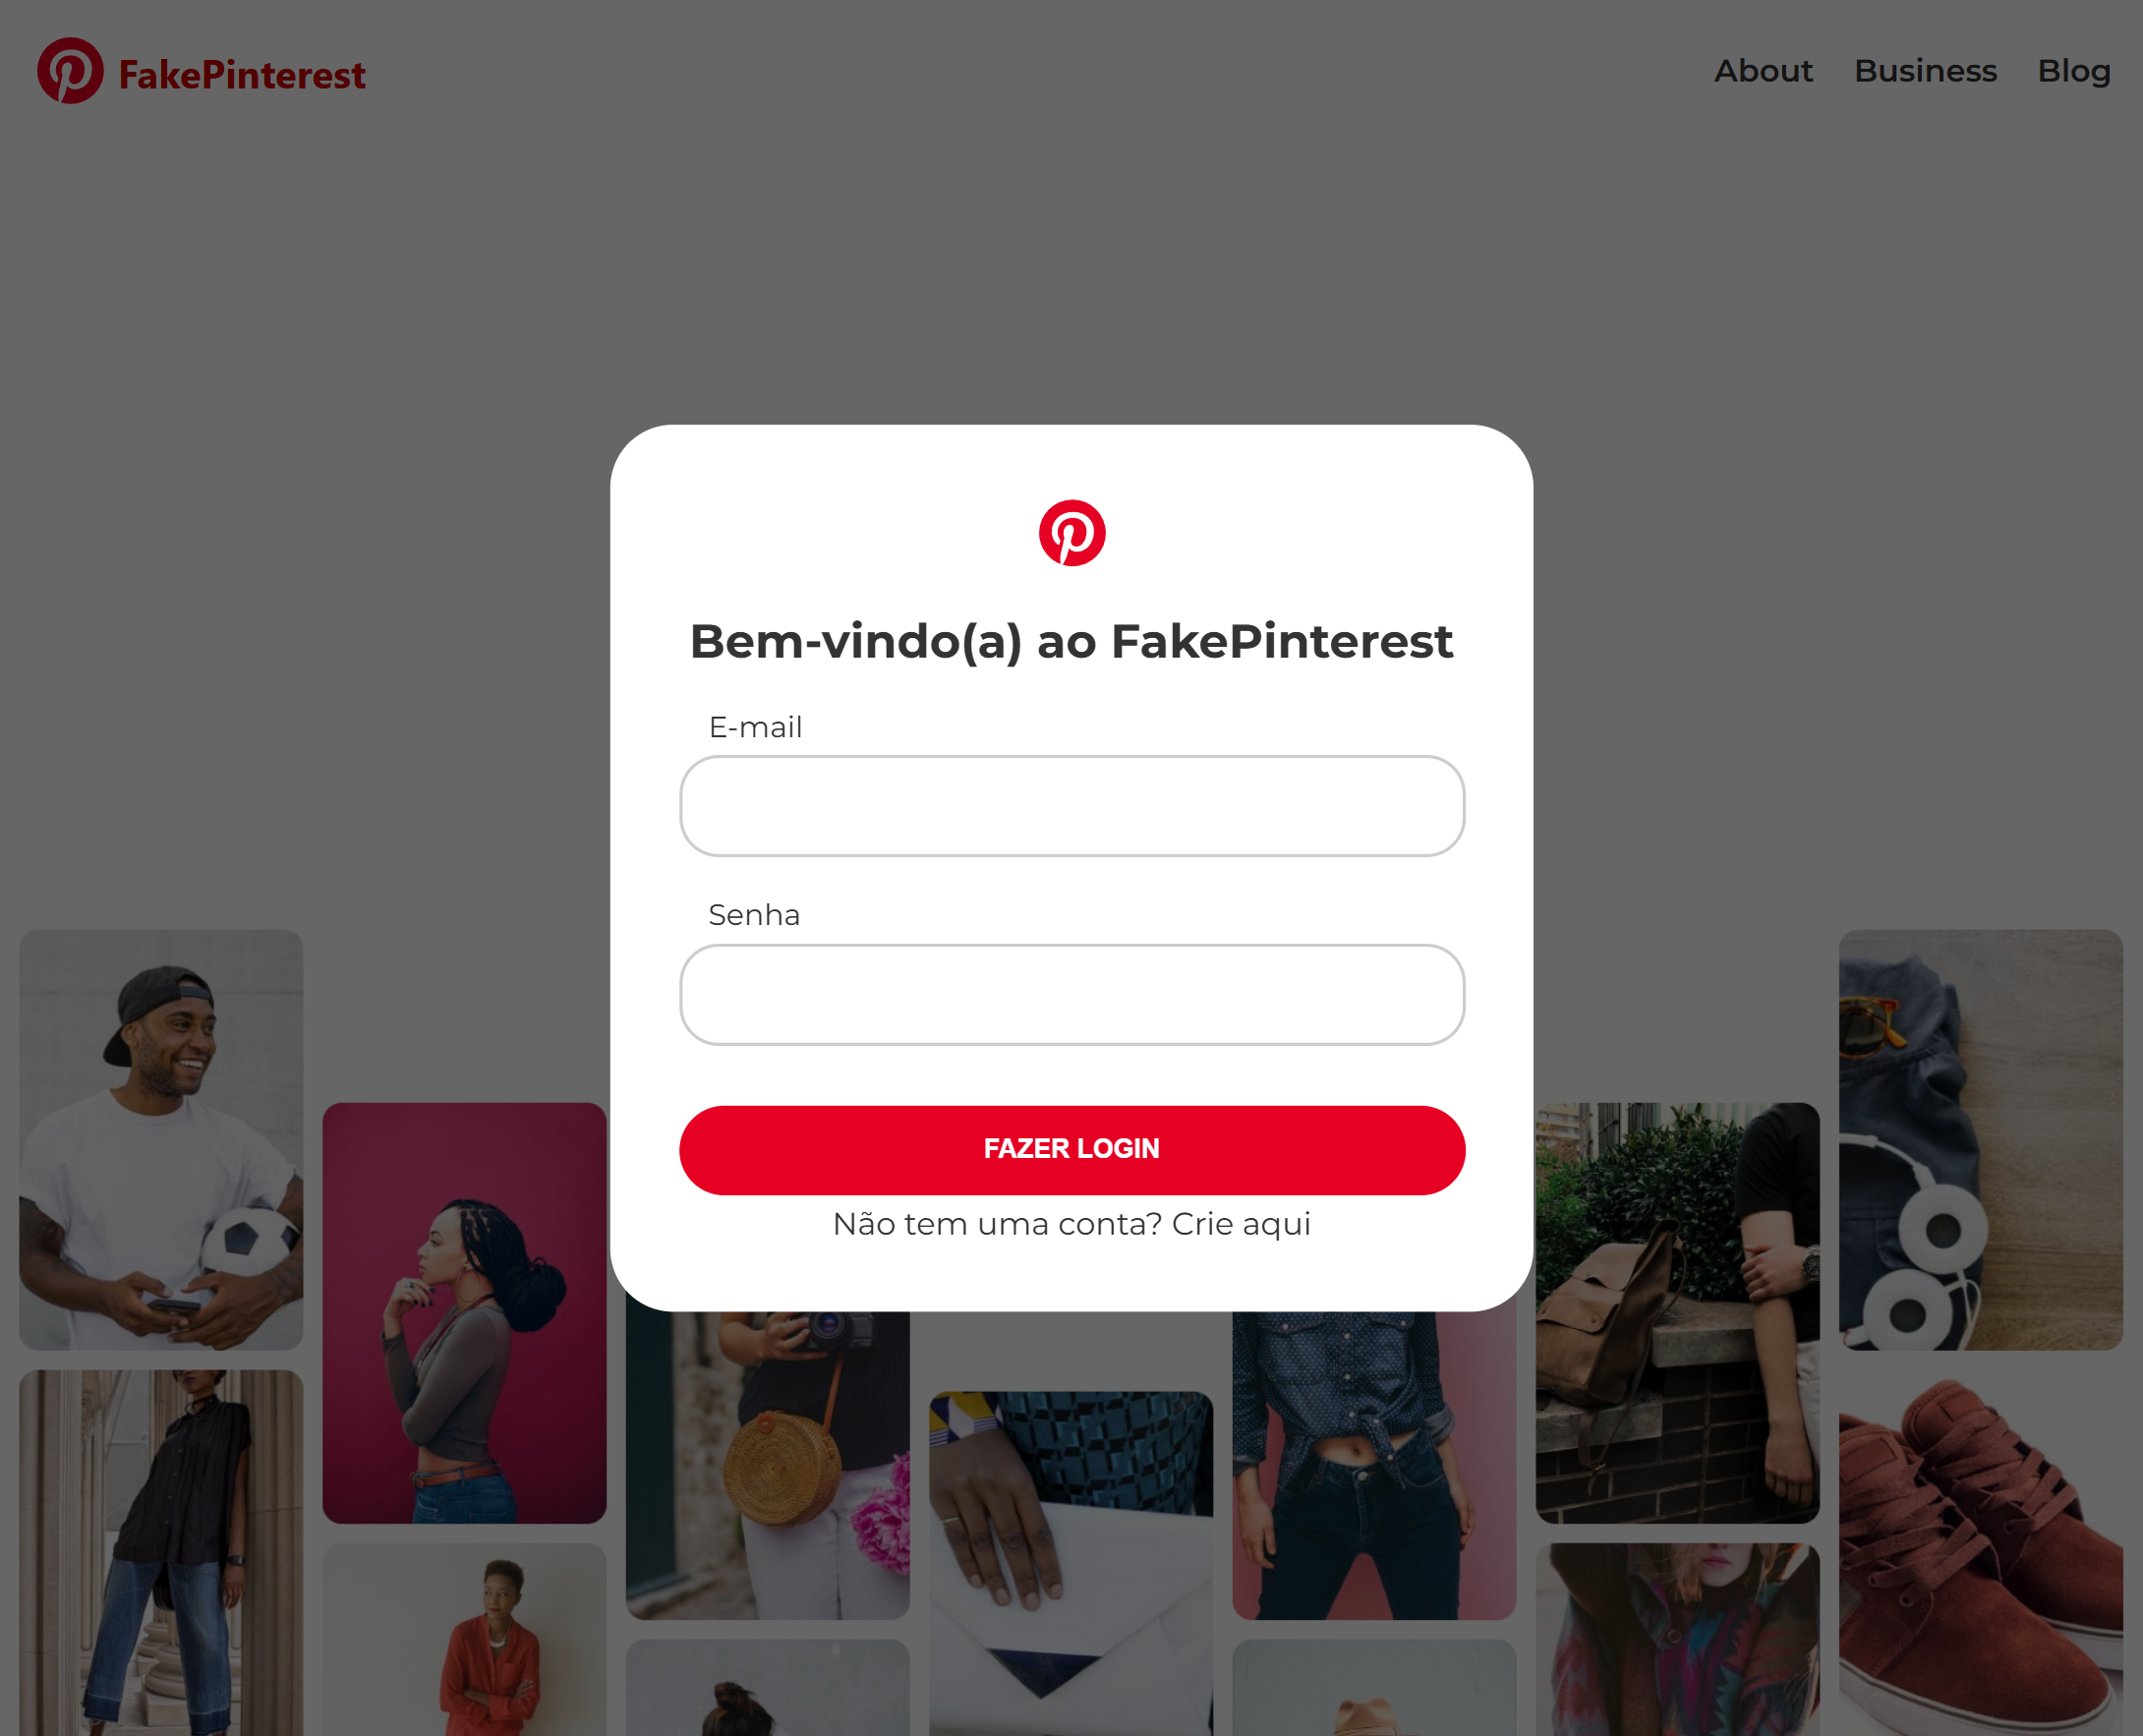 FakePinterest
About Business Blog
Bem-vindo(a) ao FakePinterest
E-mail
Senha
FAZER LOGIN
Não tem uma conta? Crie aqui